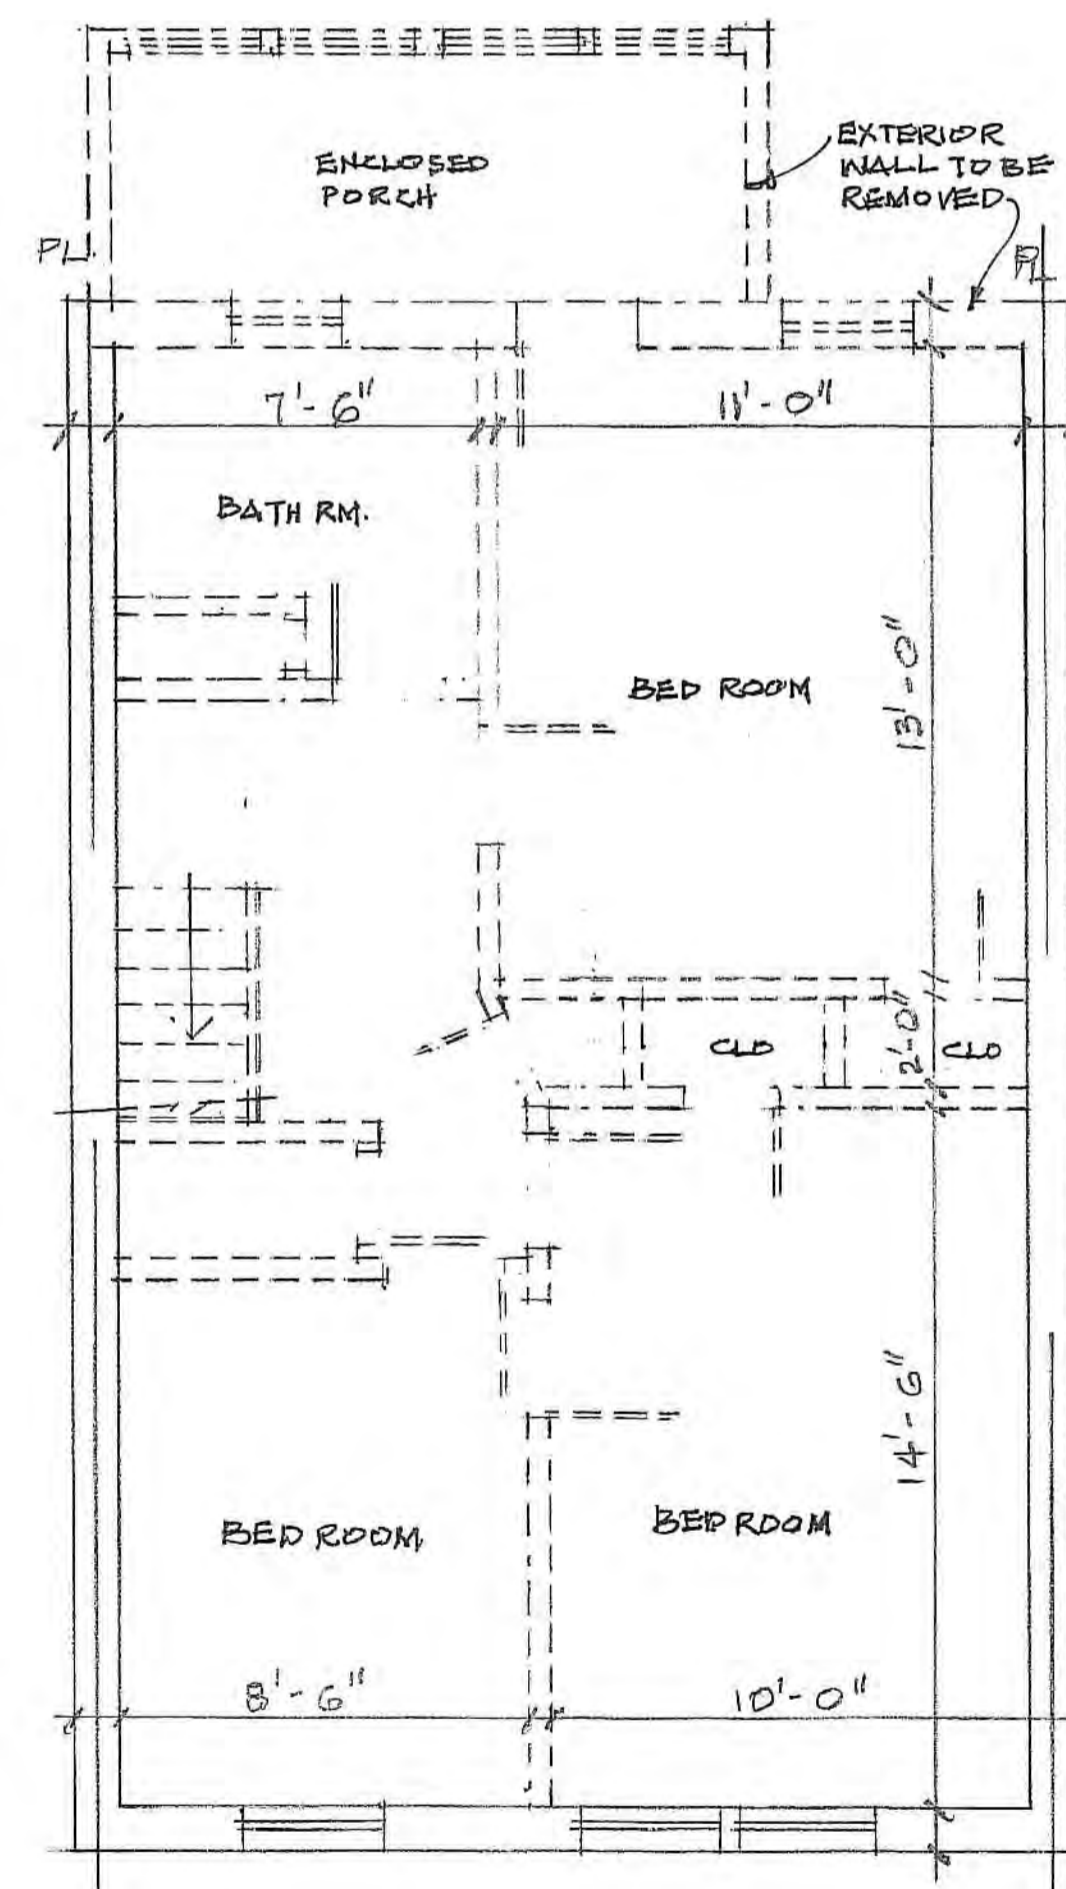 ENCLOSED
PORCH
EXTERIOR
WALL TO BE
REMOVED
PL
PL
7'-6"
11'-0"
BATH RM.
BED ROOM
13'-0"
CLO
2'-0"
CLO
14'-6"
BED ROOM
BED ROOM
8'-6"
10'-0"